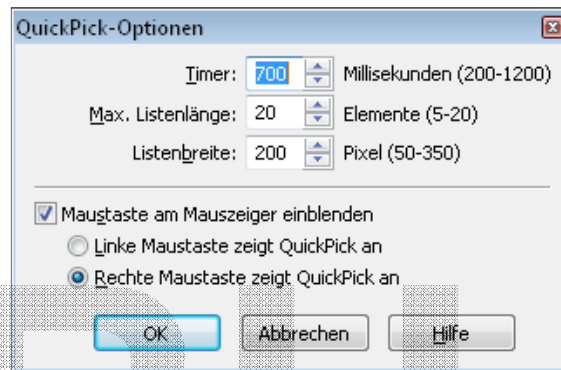 QuickPick-Optionen
Timer: 700 Millisekunden (200-1200)
Max. Listenlänge: 20 Elemente (5-20)
Listenbreite: 200 Pixel (50-350)
Maustaste am Mauszeiger einblenden
Linke Maustaste zeigt QuickPick an
Rechte Maustaste zeigt QuickPick an
OK Abbrechen Hilfe